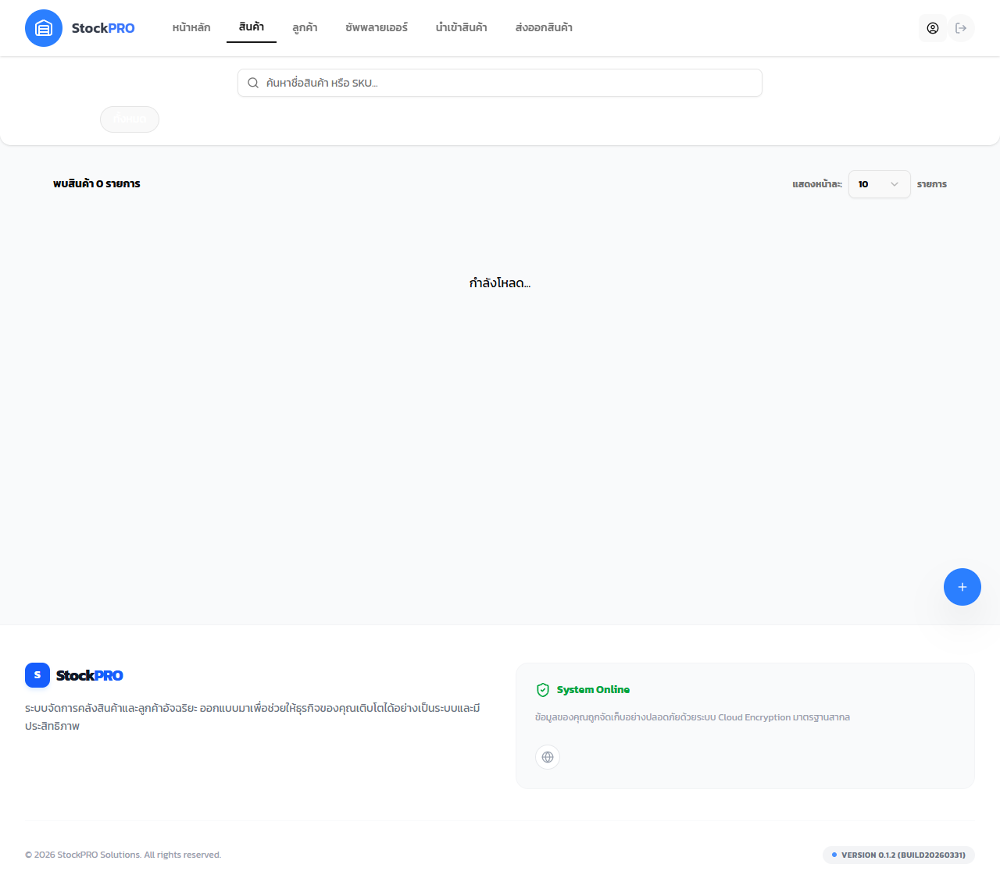 StockPRO
หน้าหลัก
สินค้า
ลูกค้า
ซัพพลายเออร์
นำเข้าสินค้า
ส่งออกสินค้า
ค้นหาชื่อสินค้า หรือ SKU...
ทั้งหมด
พบสินค้า 0 รายการ
แสดงหน้าละ:
10
รายการ
กำลังโหลด...
S
StockPRO
ระบบจัดการคลังสินค้าและลูกค้าอัจฉริยะ ออกแบบมาเพื่อช่วยให้ธุรกิจของคุณเติบโตได้อย่างเป็นระบบและมี
ประสิทธิภาพ
System Online
ข้อมูลของคุณถูกจัดเก็บอย่างปลอดภัยด้วยระบบ Cloud Encryption มาตรฐานสากล
© 2026 StockPRO Solutions. All rights reserved.
VERSION 0.1.2 (BUILD20260331)